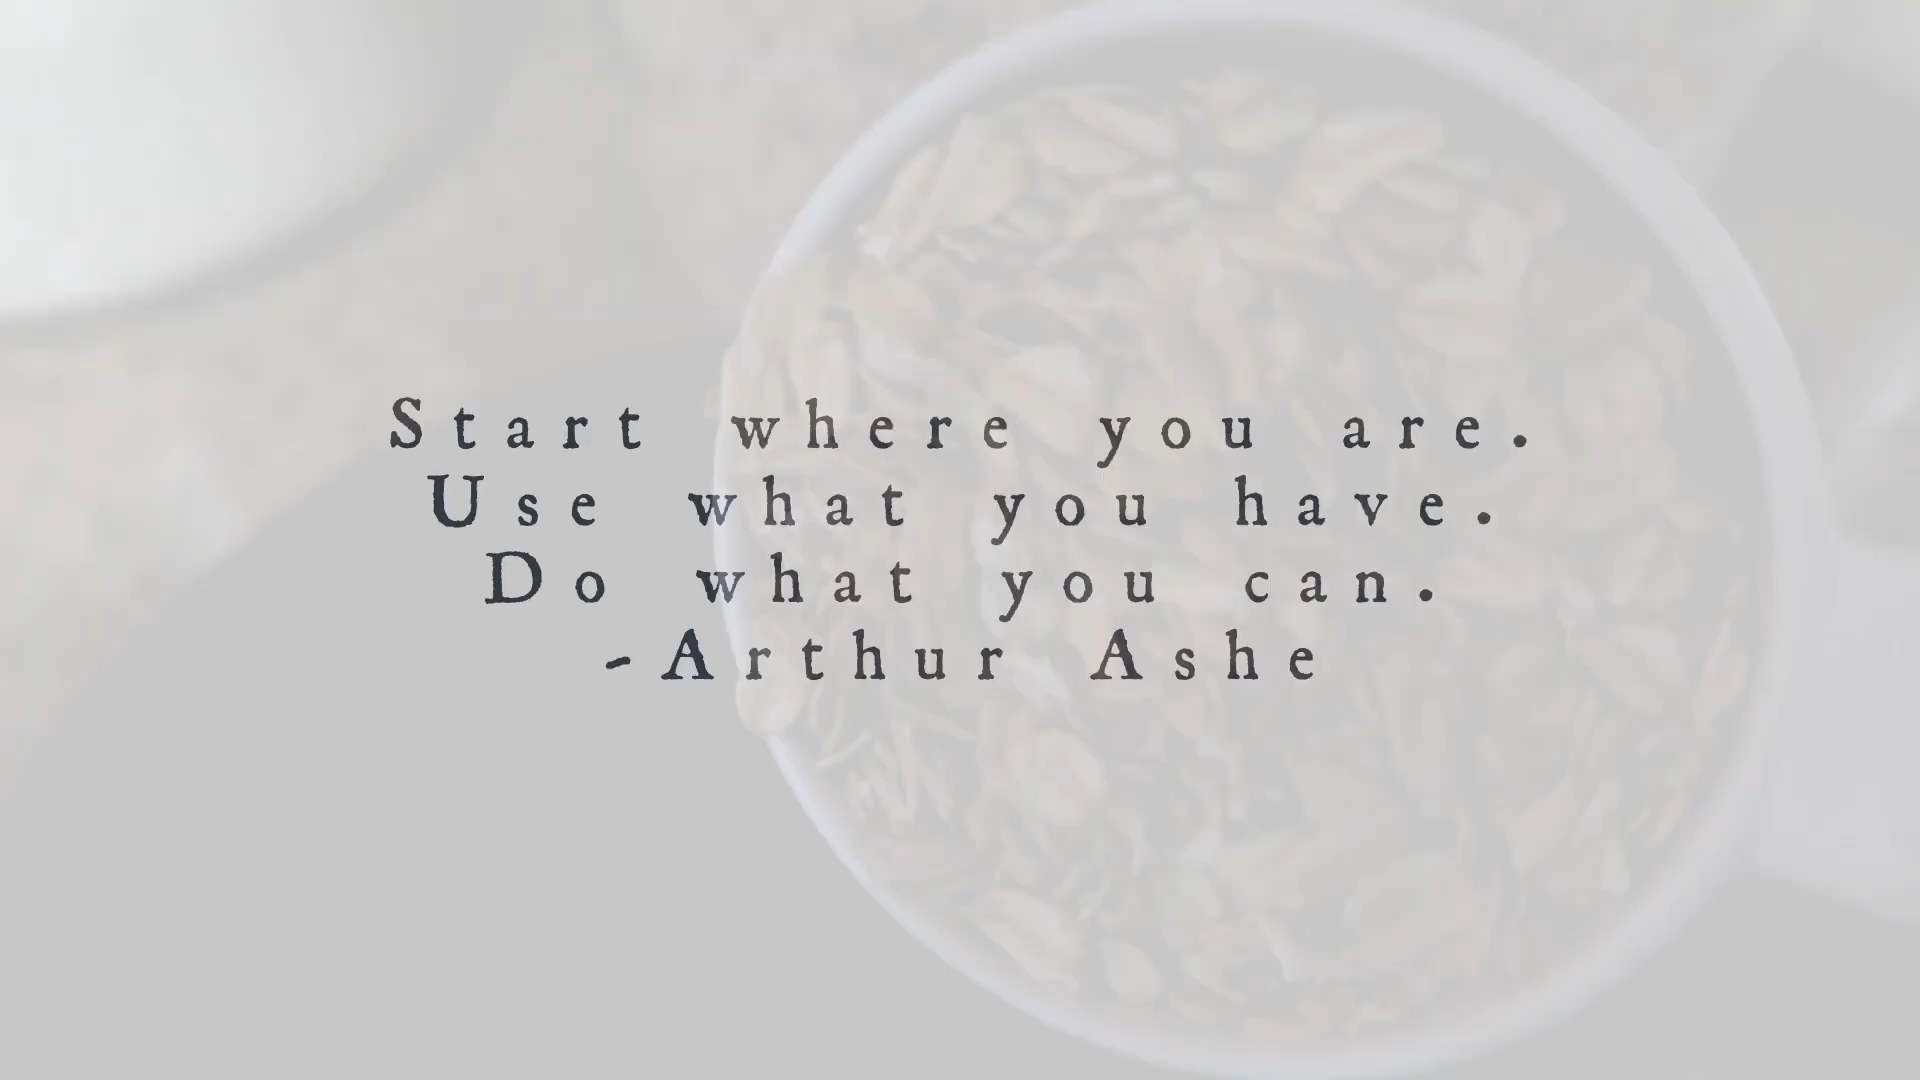 Start where you are.
Use what you have.
Do what you can.
-Arthur Ashe